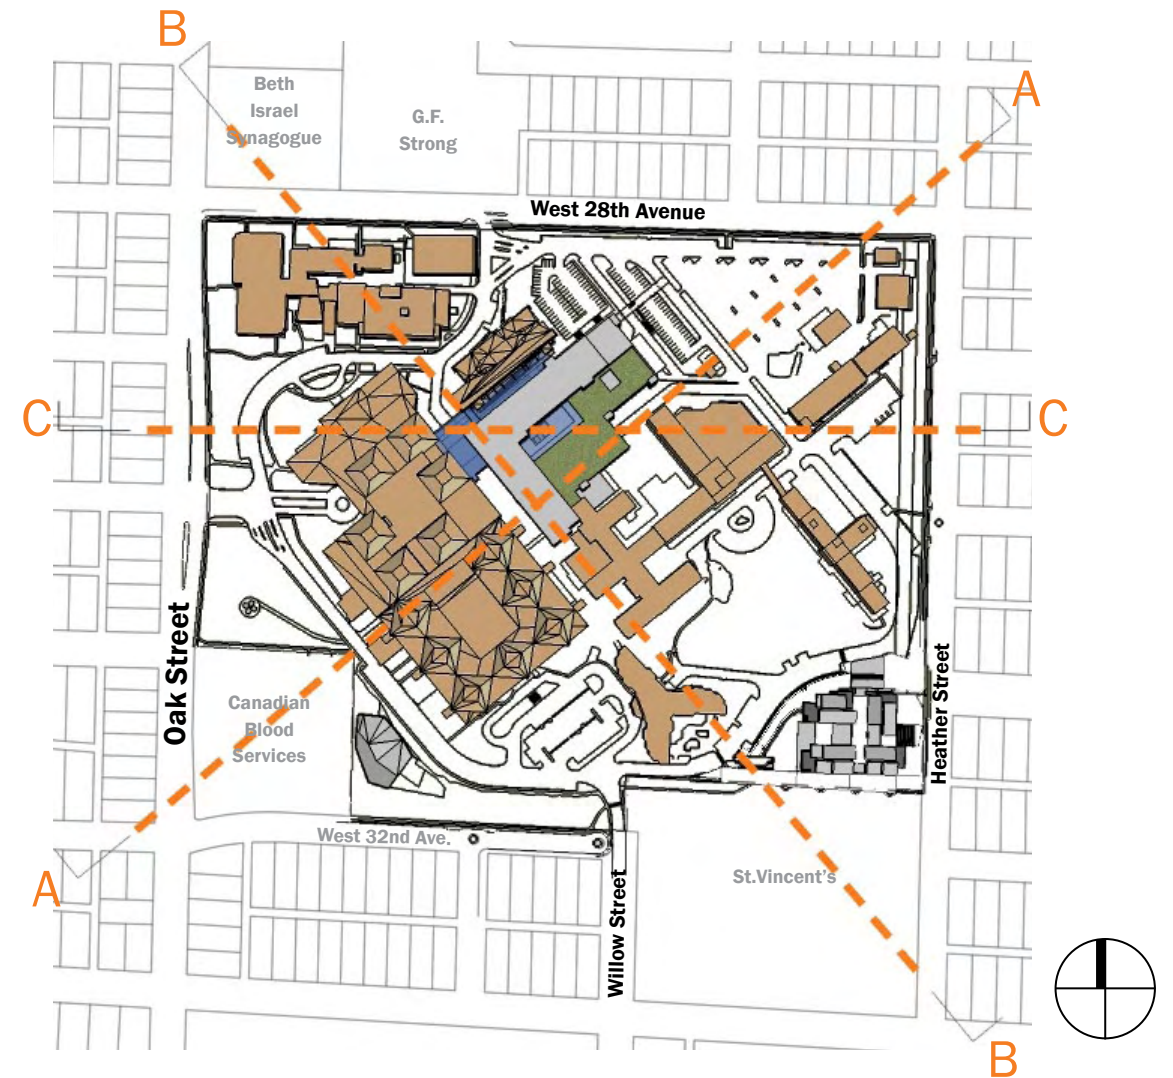 B
A
Beth
Israel
Synagogue
G.F.
Strong
West 28th Avenue
C
C
Oak Street
Canadian
Blood
Services
Heather Street
West 32nd Ave.
A
St.Vincent's
Willow Street
B